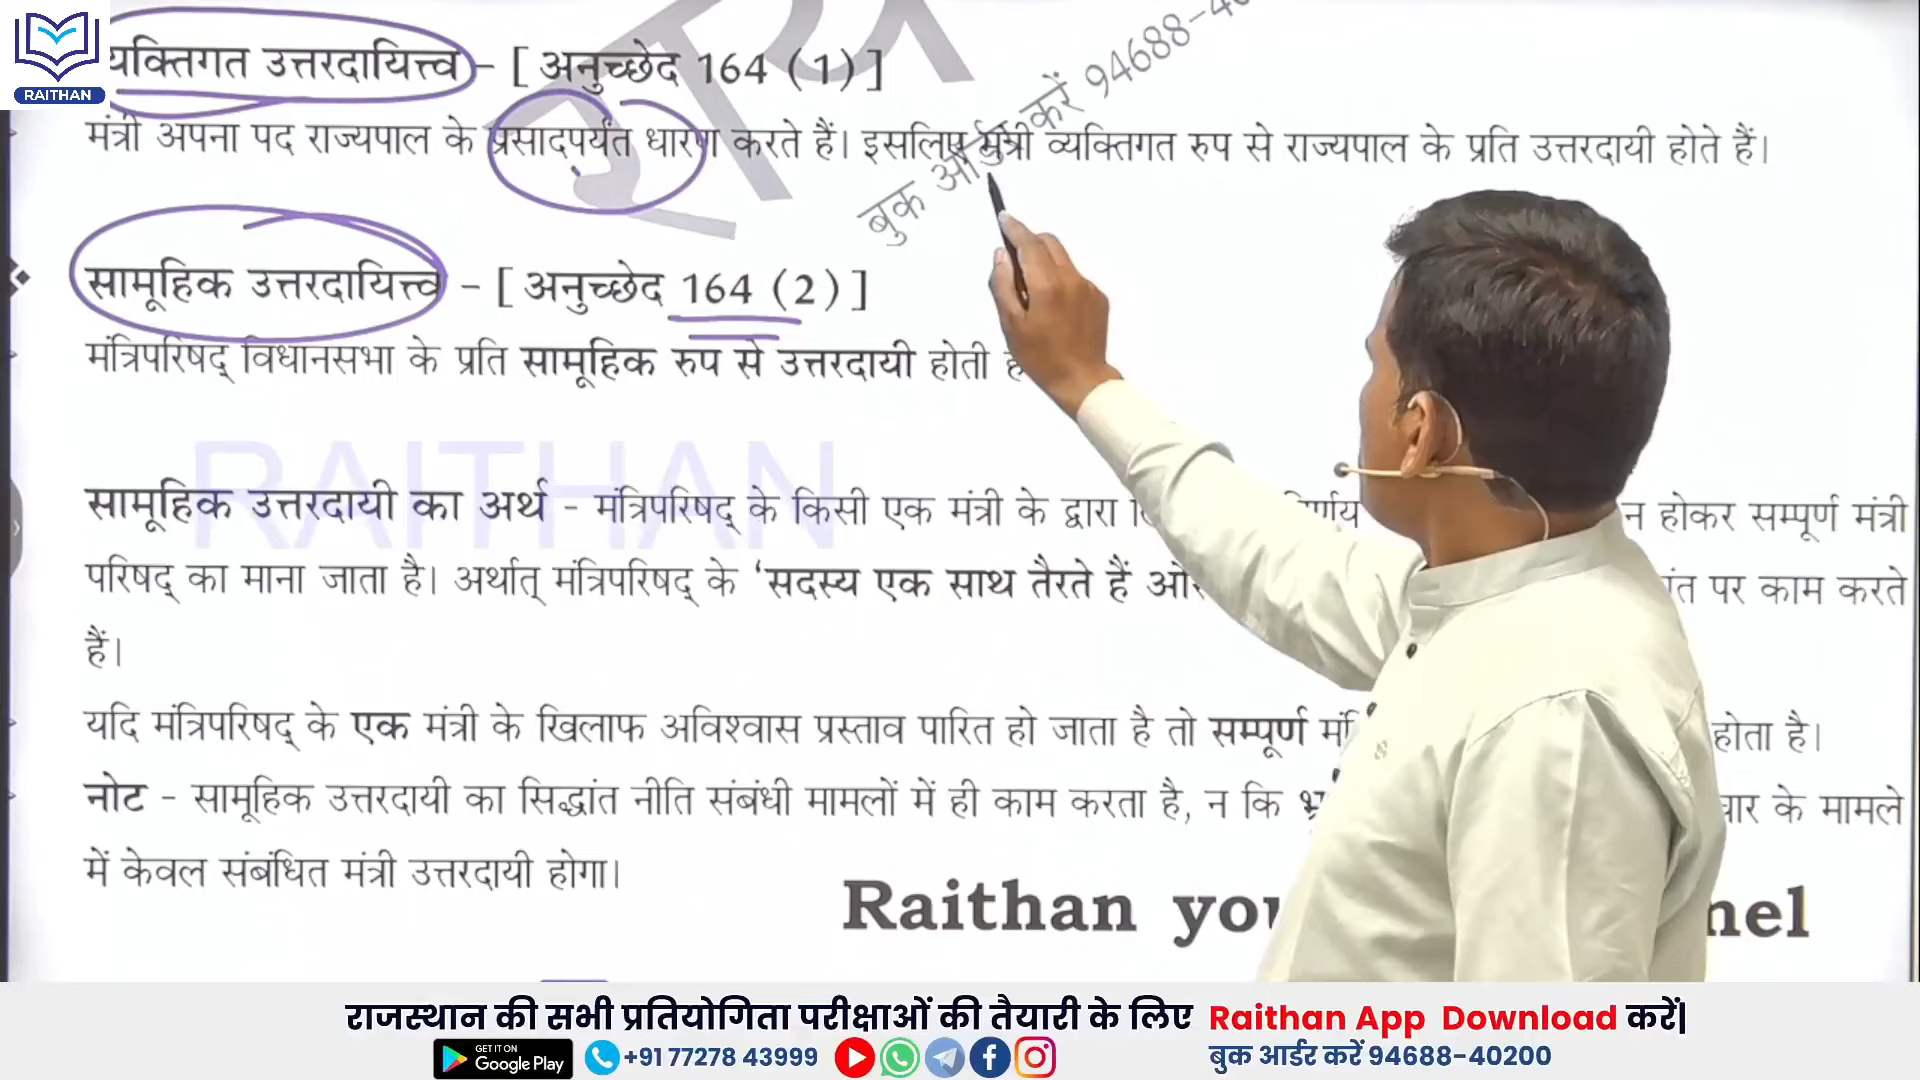 RAITHAN
व्यक्तिगत उत्तरदायित्त्व - [ अनुच्छेद 164 (1) ]
मंत्री अपना पद राज्यपाल के प्रसादपर्यंत धारण करते हैं। इसलिए मंत्री व्यक्तिगत रुप से राज्यपाल के प्रति उत्तरदायी होते हैं।
बुक आर्डर करें 94688-40
सामूहिक उत्तरदायित्त्व - [ अनुच्छेद 164 (2) ]
मंत्रिपरिषद् विधानसभा के प्रति सामूहिक रुप से उत्तरदायी होती
RAITHAN
सामूहिक उत्तरदायी का अर्थ - मंत्रिपरिषद् के किसी एक मंत्री के द्वारा न होकर सम्पूर्ण मंत्री
परिषद् का माना जाता है। अर्थात् मंत्रिपरिषद् के 'सदस्य एक साथ तैरते हैं पर काम करते
हैं।
यदि मंत्रिपरिषद् के एक मंत्री के खिलाफ अविश्वास प्रस्ताव पारित हो जाता है तो सम्पूर्ण होता है।
नोट - सामूहिक उत्तरदायी का सिद्धांत नीति संबंधी मामलों में ही काम करता है, न कि के मामले
में केवल संबंधित मंत्री उत्तरदायी होगा।
Raithan
राजस्थान की सभी प्रतियोगिता परीक्षाओं की तैयारी के लिए Raithan App Download करें|
GET IT ON
Google Play
+91 77278 43999
बुक आर्डर करें 94688-40200